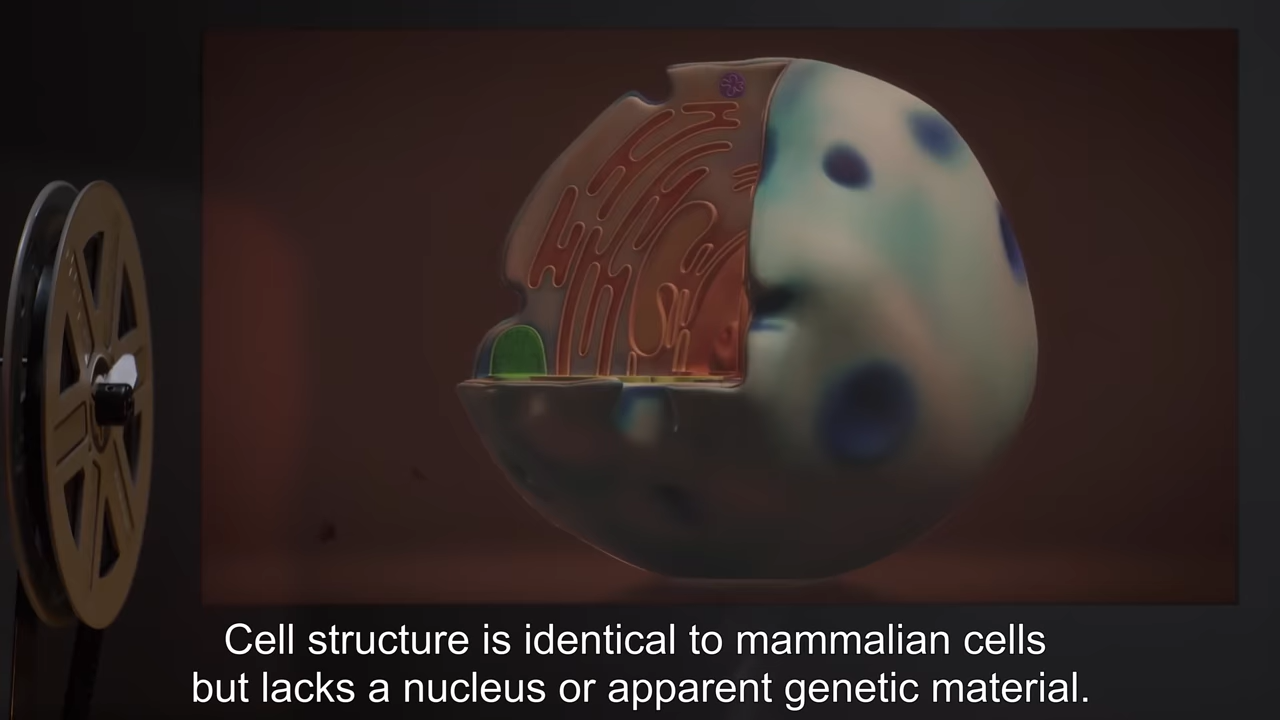 Cell structure is identical to mammalian cells
but lacks a nucleus or apparent genetic material.